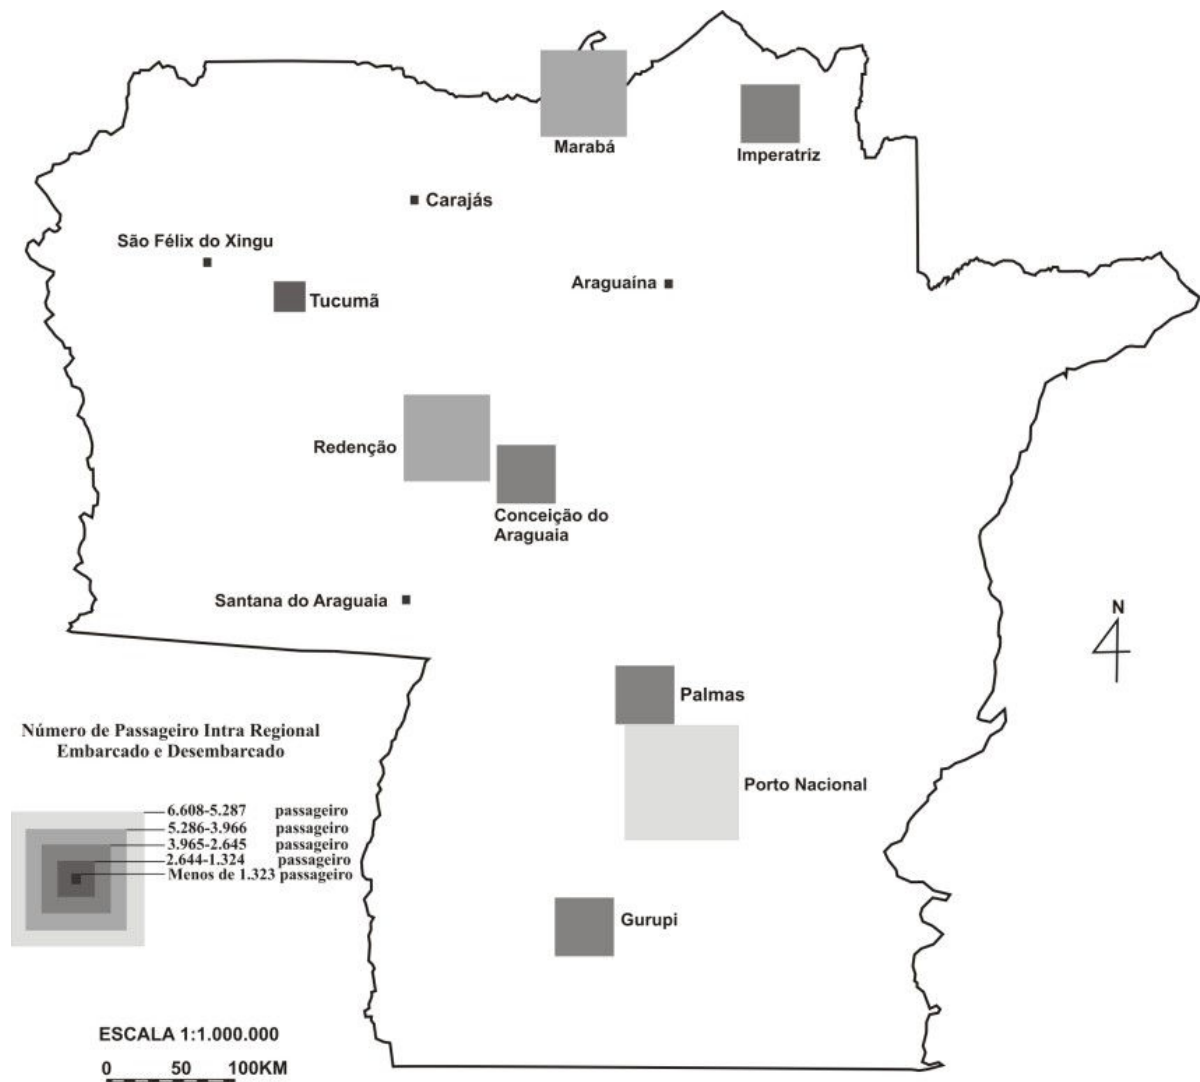 Marabá
Imperatriz
Carajás
São Félix do Xingu
Araguaína
Tucumã
Redenção
Conceição do
Araguaia
Santana do Araguaia
N
Palmas
Número de Passageiro Intra Regional
Embarcado e Desembarcado
Porto Nacional
6.608-5.287 passageiro
5.286-3.966 passageiro
3.965-2.645 passageiro
2.644-1.324 passageiro
Menos de 1.323 passageiro
Gurupi
ESCALA 1:1.000.000
0 50 100KM